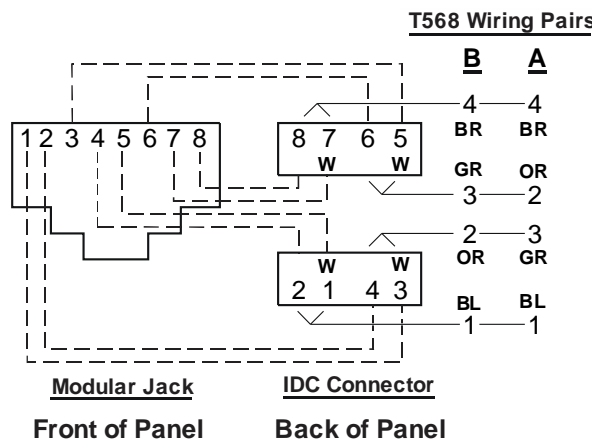 T568 Wiring Pairs
B A
4 4
BR BR
1 2 3 4 5 6 7 8
8 7 6 5
W W
GR OR
3 2
2 3
OR GR
W W
2 1 4 3
BL BL
1 1
Modular Jack IDC Connector
Front of Panel Back of Panel